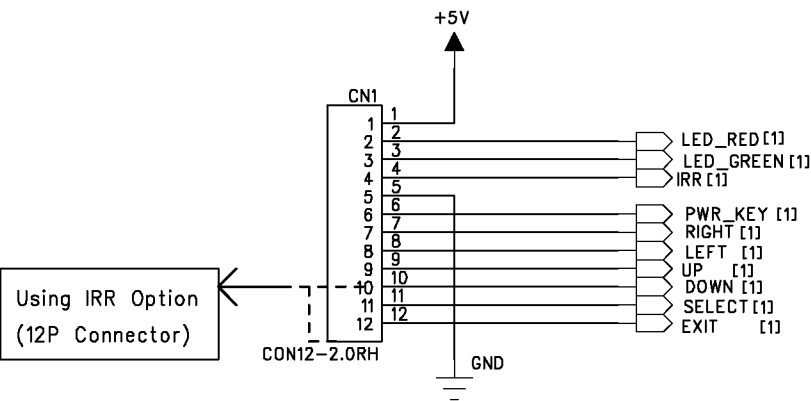 +5V
CN1
1 1
2 2 LED_RED[1]
3 3 LED_GREEN[1]
4 4 IRR[1]
5 5
6 6 PWR_KEY [1]
7 7 RIGHT [1]
8 8 LEFT [1]
9 9 UP [1]
10 10 DOWN [1]
11 11 SELECT[1]
12 12 EXIT [1]
Using IRR Option
(12P Connector)
CON12-2.0RH
GND